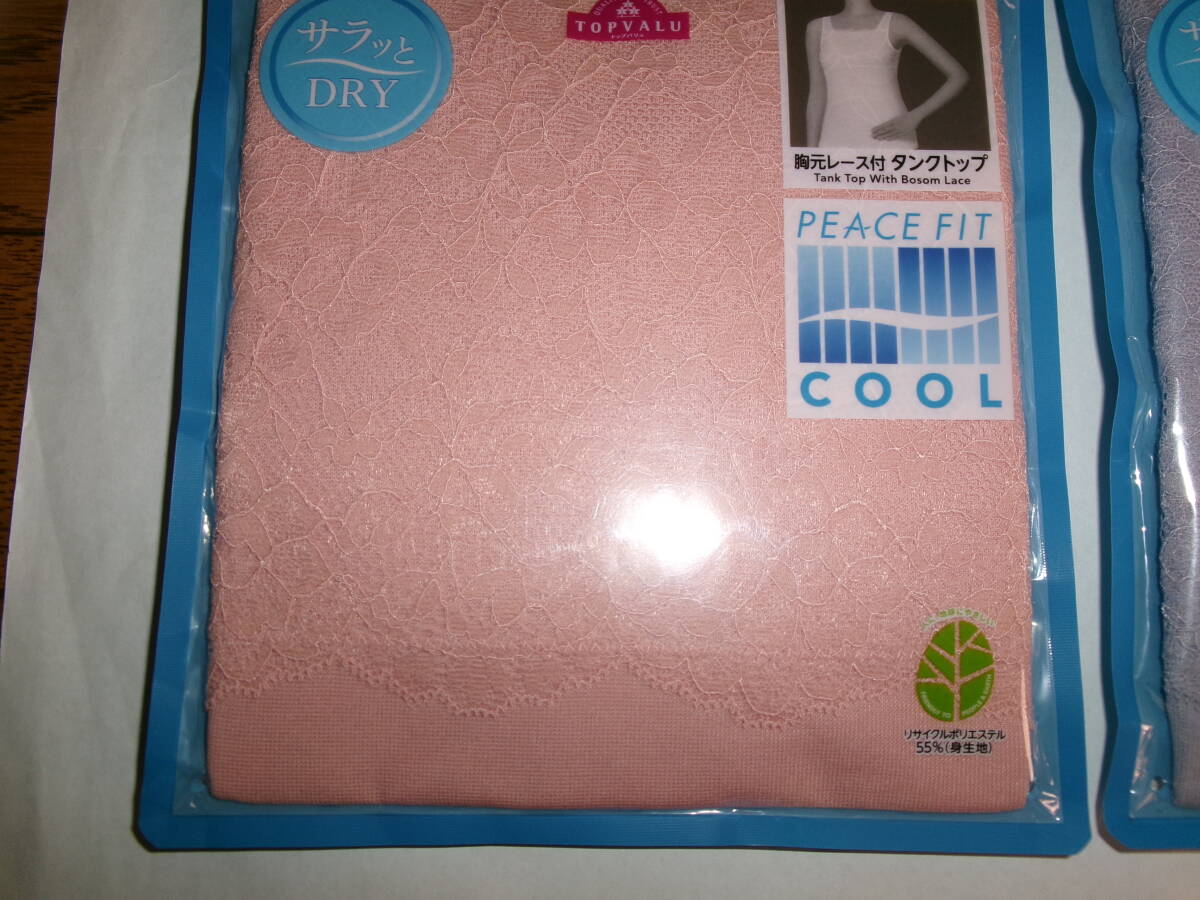 サラッと
DRY
TOPVALU
トップバリュ
胸元レース付 タンクトップ
Tank Top With Bosom Lace
PEACE FIT
COOL
リサイクルポリエステル
55%(身生地)